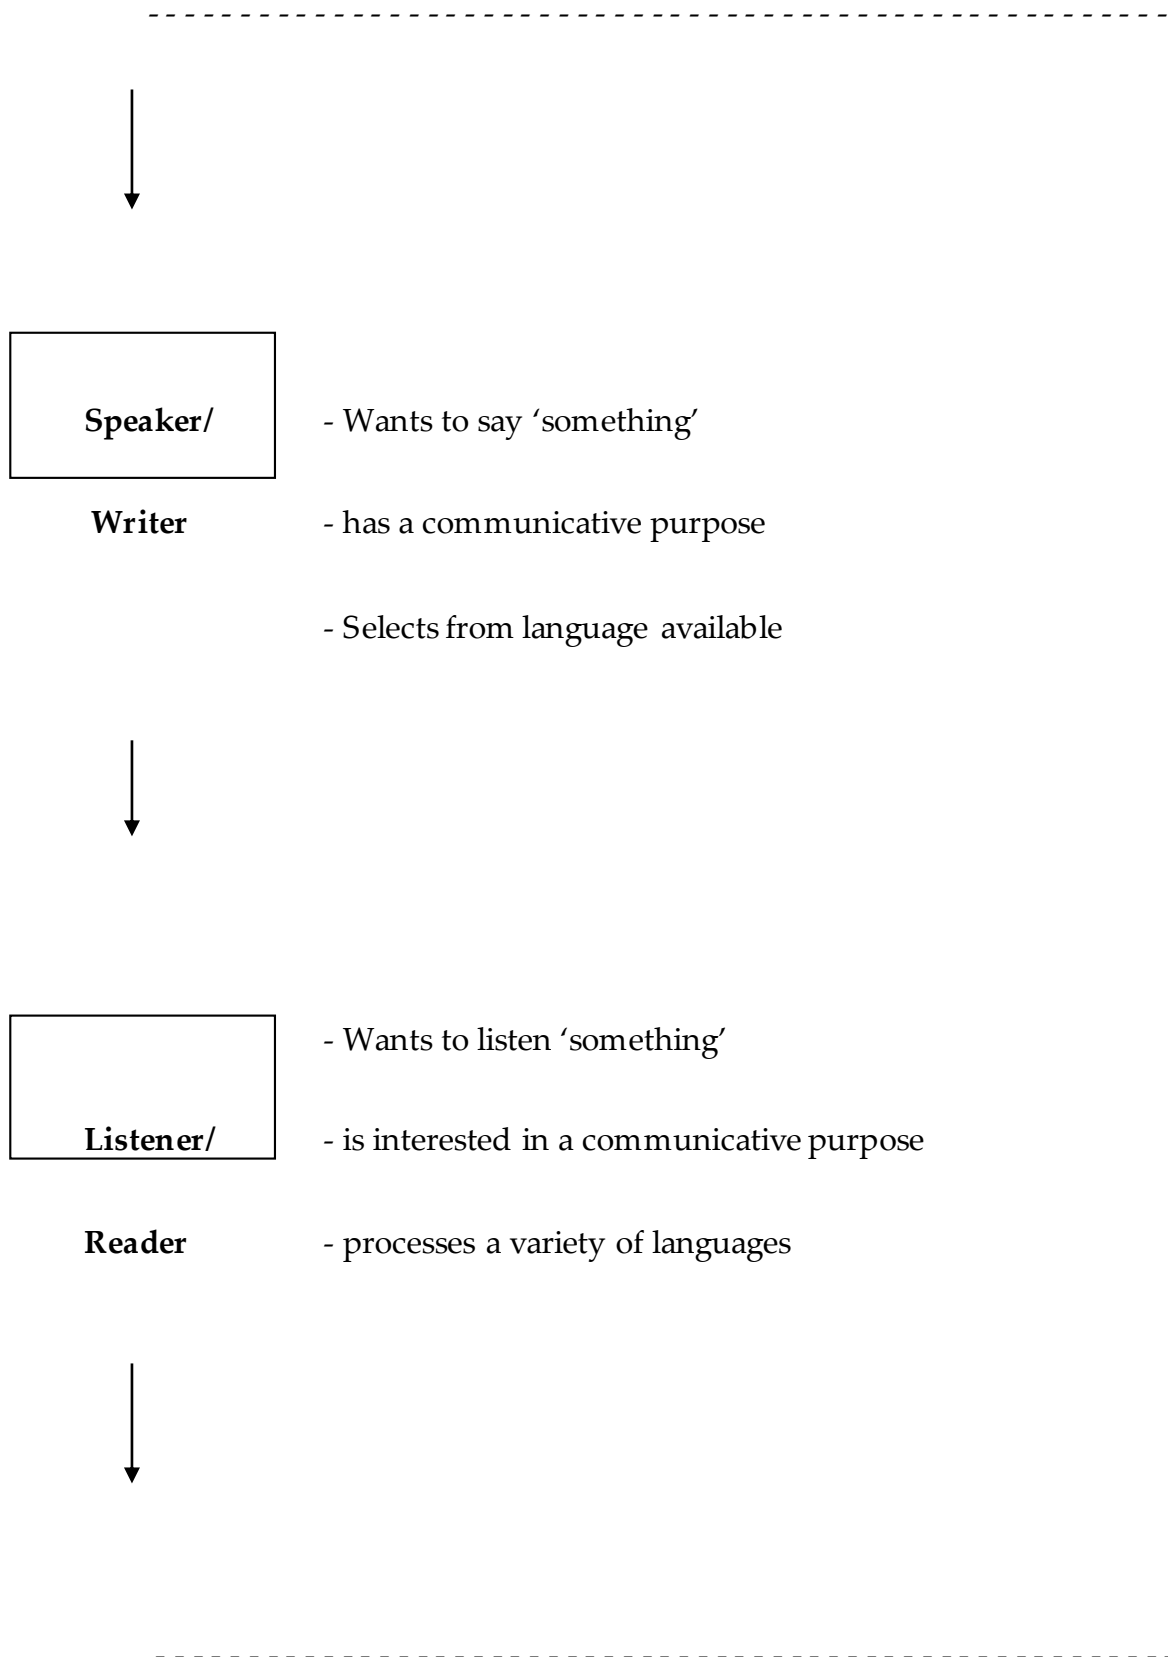 Speaker/ - Wants to say ‘something’
Writer - has a communicative purpose
- Selects from language available
- Wants to listen ‘something’
Listener/ - is interested in a communicative purpose
Reader - processes a variety of languages